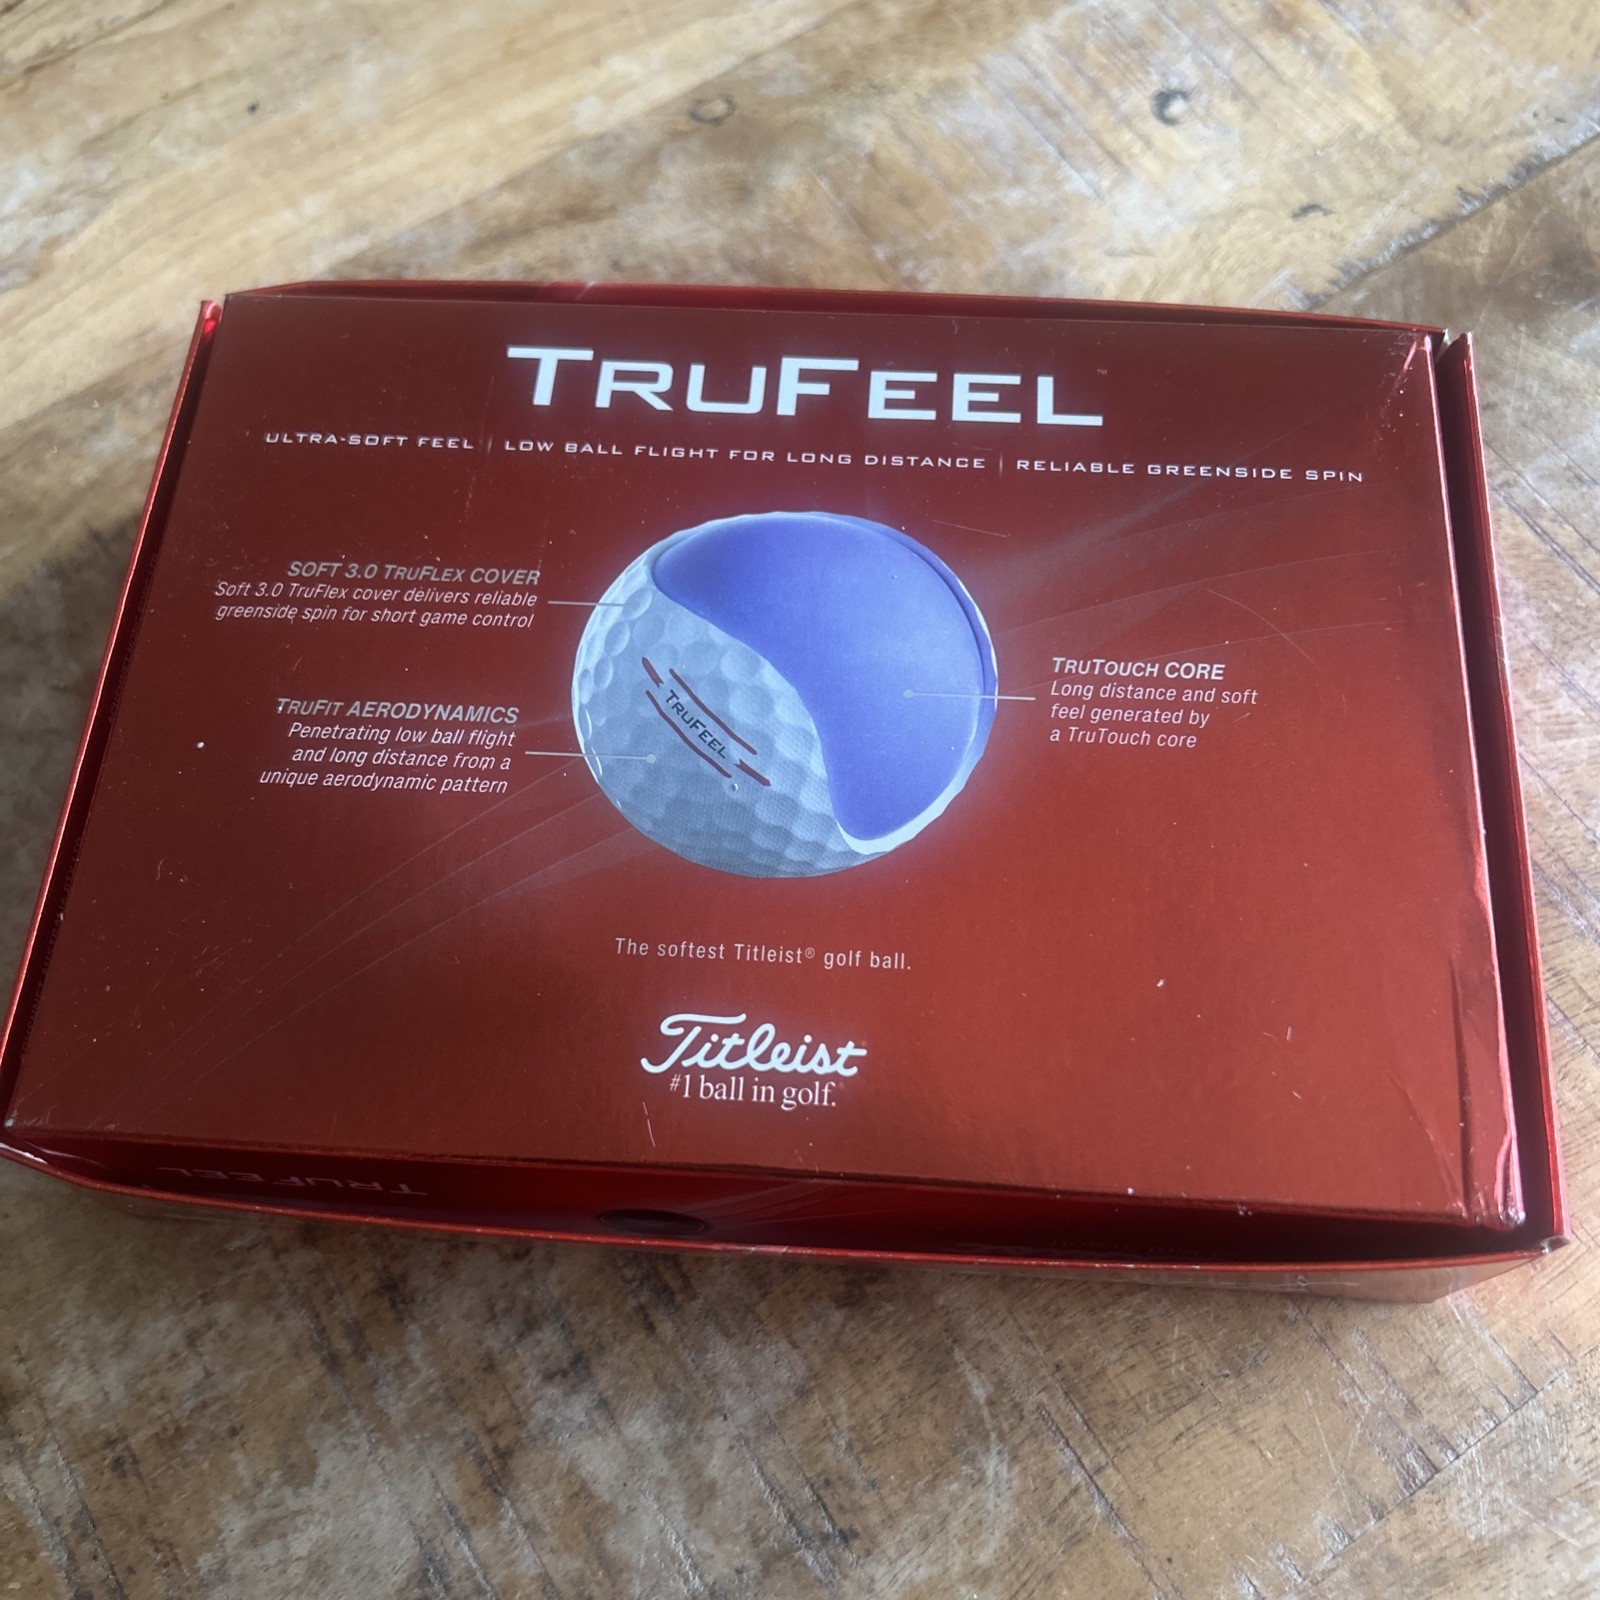 TRUFEEL™
ULTRA-SOFT FEEL | LOW BALL FLIGHT FOR LONG DISTANCE | RELIABLE GREENSIDE SPIN
SOFT 3.0 TRUFLEX COVER
Soft 3.0 TruFlex cover delivers reliable
greenside spin for short game control
TRUFIT AERODYNAMICS
Penetrating low ball flight
and long distance from a
unique aerodynamic pattern
TRUFEEL
TRUTOUCH CORE
Long distance and soft
feel generated by
a TruTouch core
The softest Titleist® golf ball.
Titleist
#1 ball in golf.
TRUFEEL